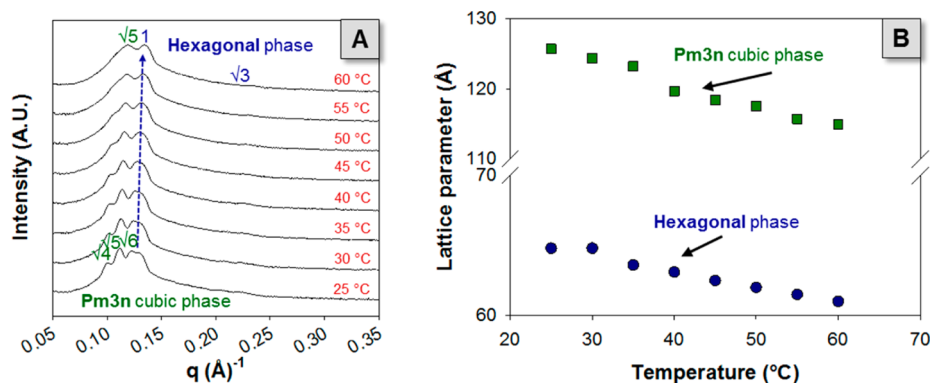 A
√5 1
Hexagonal phase
√3
60 °C
55 °C
50 °C
45 °C
40 °C
35 °C
30 °C
25 °C
√4 √5 √6
Pm3n cubic phase
Intensity (A.U.)
0.05 0.10 0.15 0.20 0.25 0.30 0.35
q (Å)-1
B
130
120
110
70
60
Pm3n cubic phase
Hexagonal phase
Lattice parameter (Å)
20 30 40 50 60 70
Temperature (°C)